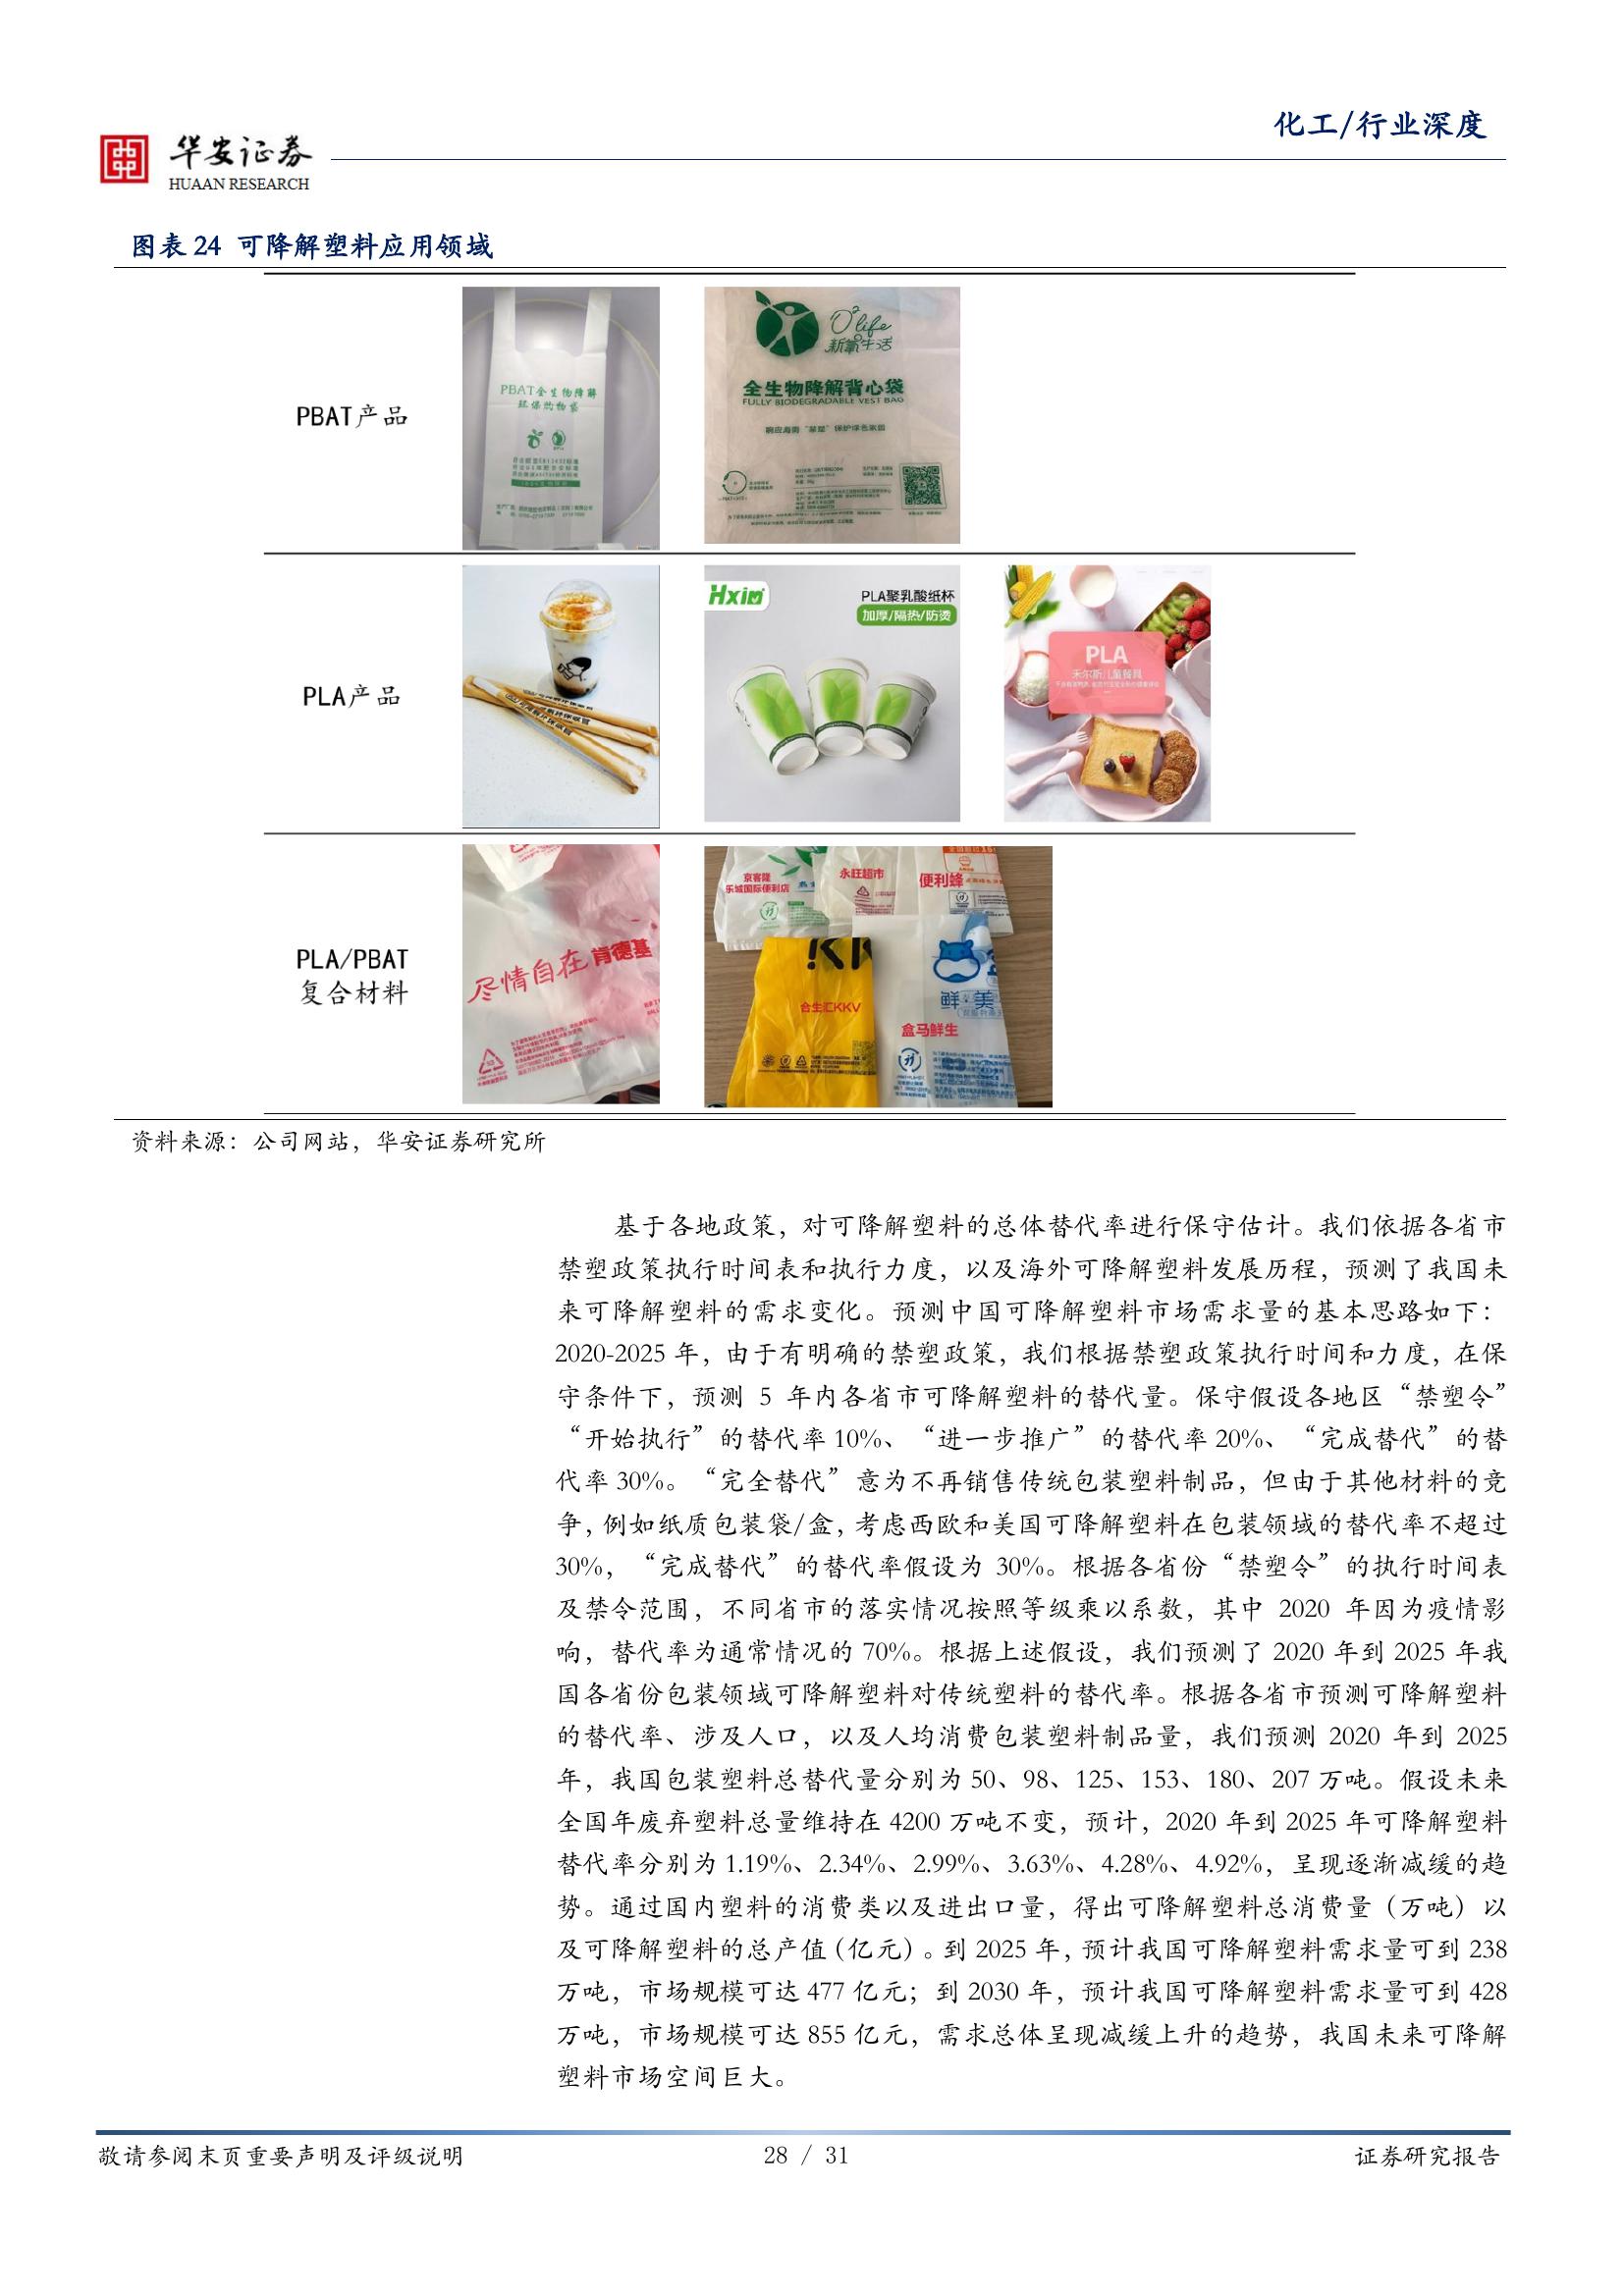 化工/行业深度
华安证券
HUAAN RESEARCH
图表 24 可降解塑料应用领域
PBAT产品
PBAT全生物降解
环保购物袋
O2 life
新氧生活
全生物降解背心袋
FULLY BIODEGRADABLE VEST BAG
响应海南“禁塑”保护绿色家园
PLA产品
Hxin
PLA聚乳酸纸杯
加厚/隔热/防烫
PLA
禾尔斯儿童餐具
PLA/PBAT
复合材料
尽情自在 肯德基
京客隆
乐城国际便利店
永旺超市
便利蜂
合生汇KKV
鲜·美
盒马鲜生
资料来源：公司网站，华安证券研究所
基于各地政策，对可降解塑料的总体替代率进行保守估计。我们依据各省市
禁塑政策执行时间表和执行力度，以及海外可降解塑料发展历程，预测了我国未
来可降解塑料的需求变化。预测中国可降解塑料市场需求量的基本思路如下：
2020-2025 年，由于有明确的禁塑政策，我们根据禁塑政策执行时间和力度，在保
守条件下，预测 5 年内各省市可降解塑料的替代量。保守假设各地区“禁塑令”
“开始执行”的替代率 10%、“进一步推广”的替代率 20%、“完成替代”的替
代率 30%。“完全替代”意为不再销售传统包装塑料制品，但由于其他材料的竞
争，例如纸质包装袋/盒，考虑西欧和美国可降解塑料在包装领域的替代率不超过
30%，“完成替代”的替代率假设为 30%。根据各省份“禁塑令”的执行时间表
及禁令范围，不同省市的落实情况按照等级乘以系数，其中 2020 年因为疫情影
响，替代率为通常情况的 70%。根据上述假设，我们预测了 2020 年到 2025 年我
国各省份包装领域可降解塑料对传统塑料的替代率。根据各省市预测可降解塑料
的替代率、涉及人口，以及人均消费包装塑料制品量，我们预测 2020 年到 2025
年，我国包装塑料总替代量分别为 50、98、125、153、180、207 万吨。假设未来
全国年废弃塑料总量维持在 4200 万吨不变，预计，2020 年到 2025 年可降解塑料
替代率分别为 1.19%、2.34%、2.99%、3.63%、4.28%、4.92%，呈现逐渐减缓的趋
势。通过国内塑料的消费类以及进出口量，得出可降解塑料总消费量（万吨）以
及可降解塑料的总产值（亿元）。到 2025 年，预计我国可降解塑料需求量可到 238
万吨，市场规模可达 477 亿元；到 2030 年，预计我国可降解塑料需求量可到 428
万吨，市场规模可达 855 亿元，需求总体呈现减缓上升的趋势，我国未来可降解
塑料市场空间巨大。
敬请参阅末页重要声明及评级说明
28 / 31
证券研究报告